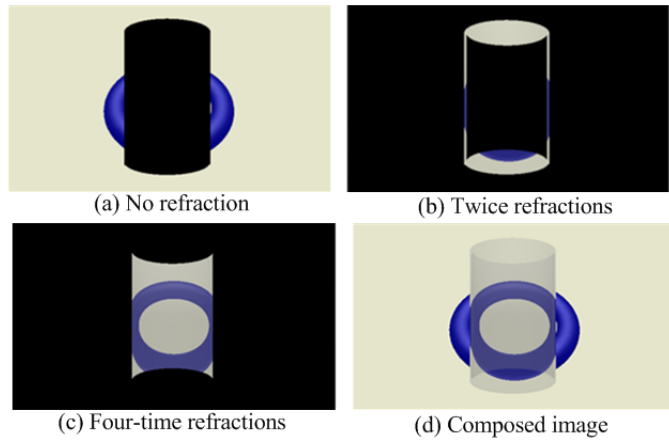 (a) No refraction
(b) Twice refractions
(c) Four-time refractions
(d) Composed image